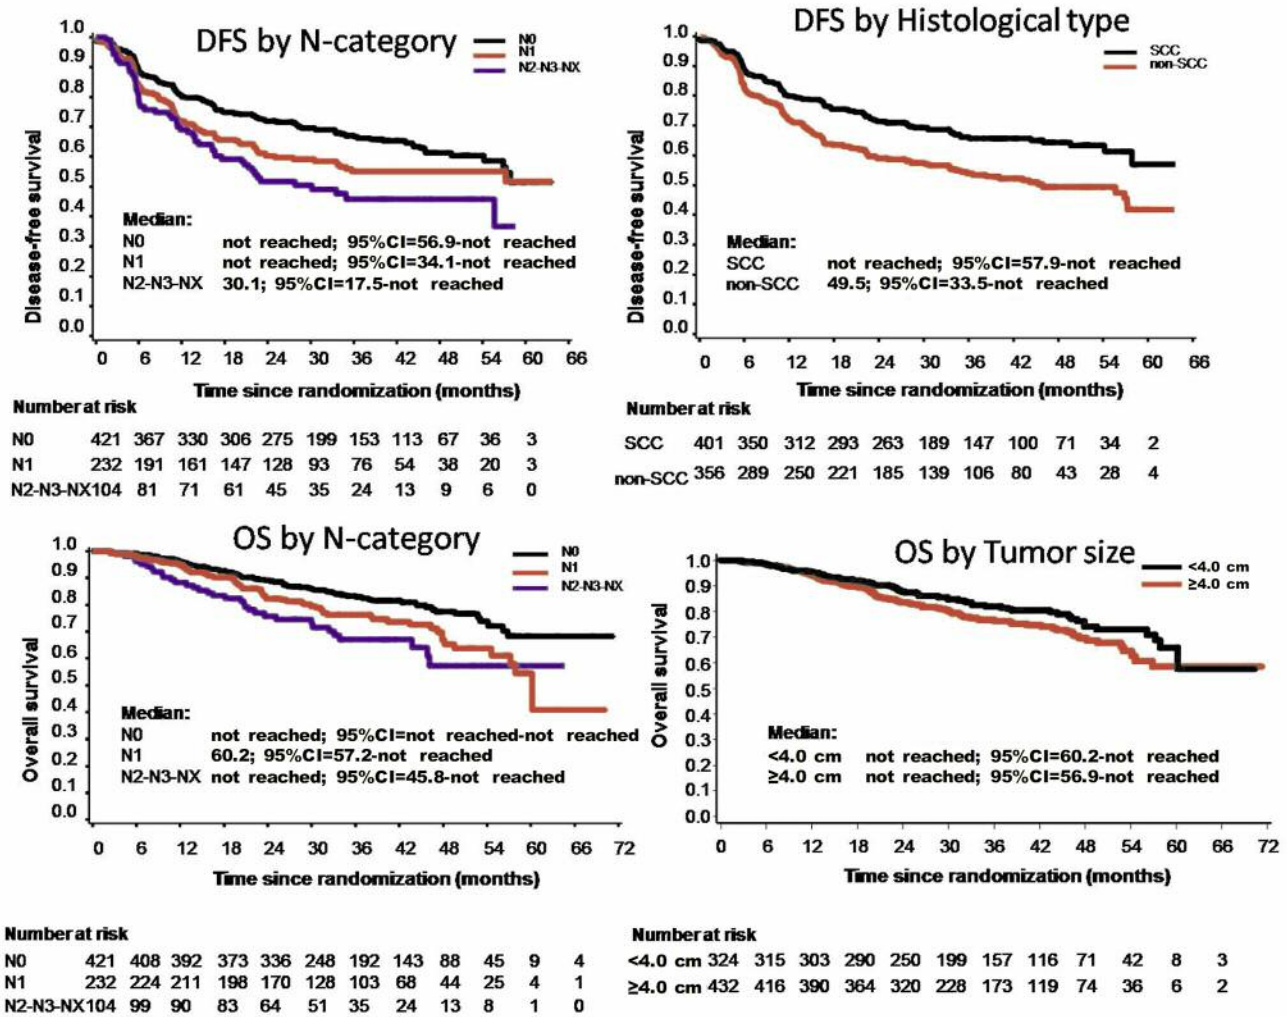 DFS by N-category
N0
N1
N2-N3-NX
1.0
0.9
0.8
0.7
0.6
0.5
0.4
0.3
0.2
0.1
0.0
Disease-free survival
Median:
N0 not reached; 95%CI=56.9-not reached
N1 not reached; 95%CI=34.1-not reached
N2-N3-NX 30.1; 95%CI=17.5-not reached
0 6 12 18 24 30 36 42 48 54 60 66
Time since randomization (months)
Number at risk
N0 421 367 330 306 275 199 153 113 67 36 3
N1 232 191 161 147 128 93 76 54 38 20 3
N2-N3-NX 104 81 71 61 45 35 24 13 9 6 0
DFS by Histological type
SCC
non-SCC
1.0
0.9
0.8
0.7
0.6
0.5
0.4
0.3
0.2
0.1
0.0
Disease-free survival
Median:
SCC not reached; 95%CI=57.9-not reached
non-SCC 49.5; 95%CI=33.5-not reached
0 6 12 18 24 30 36 42 48 54 60 66
Time since randomization (months)
Number at risk
SCC 401 350 312 293 263 189 147 100 71 34 2
non-SCC 356 289 250 221 185 139 106 80 43 28 4
OS by N-category
N0
N1
N2-N3-NX
1.0
0.9
0.8
0.7
0.6
0.5
0.4
0.3
0.2
0.1
0.0
Overall survival
Median:
N0 not reached; 95%CI=not reached-not reached
N1 60.2; 95%CI=57.2-not reached
N2-N3-NX not reached; 95%CI=45.8-not reached
0 6 12 18 24 30 36 42 48 54 60 66 72
Time since randomization (months)
Number at risk
N0 421 408 392 373 336 248 192 143 88 45 9 4
N1 232 224 211 198 170 128 103 68 44 25 4 1
N2-N3-NX 104 99 90 83 64 51 35 24 13 8 1 0
OS by Tumor size
<4.0 cm
≥4.0 cm
1.0
0.9
0.8
0.7
0.6
0.5
0.4
0.3
0.2
0.1
0.0
Overall survival
Median:
<4.0 cm not reached; 95%CI=60.2-not reached
≥4.0 cm not reached; 95%CI=56.9-not reached
0 6 12 18 24 30 36 42 48 54 60 66 72
Time since randomization (months)
Number at risk
<4.0 cm 324 315 303 290 250 199 157 116 71 42 8 3
≥4.0 cm 432 416 390 364 320 228 173 119 74 36 6 2